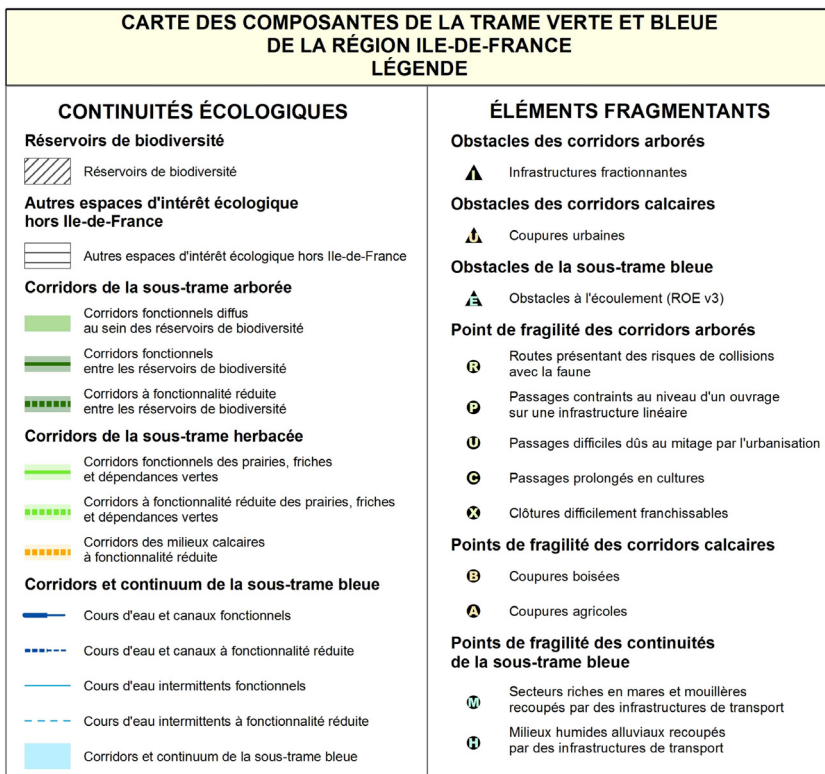 CARTE DES COMPOSANTES DE LA TRAME VERTE ET BLEUE
DE LA RÉGION ILE-DE-FRANCE
LÉGENDE
CONTINUITÉS ÉCOLOGIQUES
Réservoirs de biodiversité
Réservoirs de biodiversité
Autres espaces d'intérêt écologique
hors Ile-de-France
Autres espaces d'intérêt écologique hors Ile-de-France
Corridors de la sous-trame arborée
Corridors fonctionnels diffus
au sein des réservoirs de biodiversité
Corridors fonctionnels
entre les réservoirs de biodiversité
Corridors à fonctionnalité réduite
entre les réservoirs de biodiversité
Corridors de la sous-trame herbacée
Corridors fonctionnels des prairies, friches
et dépendances vertes
Corridors à fonctionnalité réduite des prairies, friches
et dépendances vertes
Corridors des milieux calcaires
à fonctionnalité réduite
Corridors et continuum de la sous-trame bleue
Cours d'eau et canaux fonctionnels
Cours d'eau et canaux à fonctionnalité réduite
Cours d'eau intermittents fonctionnels
Cours d'eau intermittents à fonctionnalité réduite
Corridors et continuum de la sous-trame bleue
ÉLÉMENTS FRAGMENTANTS
Obstacles des corridors arborés
I Infrastructures fractionnantes
Obstacles des corridors calcaires
U Coupures urbaines
Obstacles de la sous-trame bleue
E Obstacles à l'écoulement (ROE v3)
Point de fragilité des corridors arborés
R Routes présentant des risques de collisions
avec la faune
P Passages contraints au niveau d'un ouvrage
sur une infrastructure linéaire
U Passages difficiles dûs au mitage par l'urbanisation
C Passages prolongés en cultures
X Clôtures difficilement franchissables
Points de fragilité des corridors calcaires
B Coupures boisées
A Coupures agricoles
Points de fragilité des continuités
de la sous-trame bleue
M Secteurs riches en mares et mouillères
recoupés par des infrastructures de transport
H Milieux humides alluviaux recoupés
par des infrastructures de transport